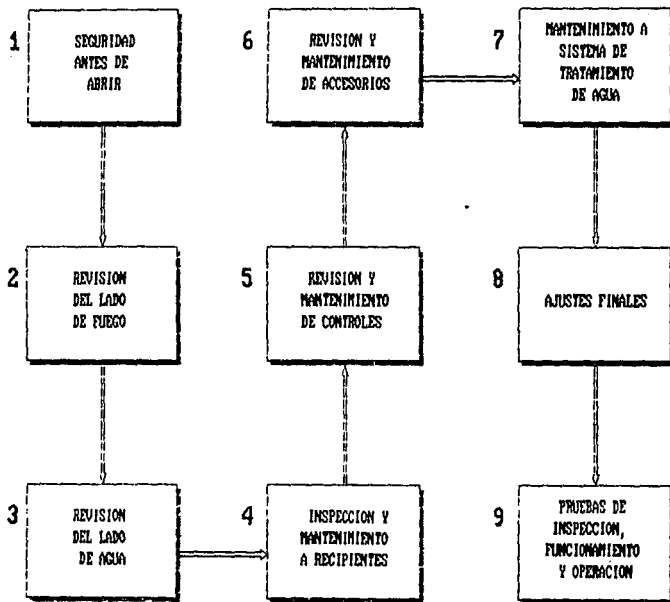 1
SEGURIDAD
ANTES DE
ABRIR
2
REVISION
DEL LADO
DE FUEGO
3
REVISION
DEL LADO
DE AGUA
4
INSPECCION Y
MANTENIMIENTO
A RECIPIENTES
5
REVISION Y
MANTENIMIENTO
DE CONTROLES
6
REVISION Y
MANTENIMIENTO
DE ACCESORIOS
7
MANTENIMIENTO A
SISTEMA DE
TRATAMIENTO
DE AGUA
8
AJUSTES FINALES
9
PRUEBAS DE
INSPECCION,
FUNCIONAMIENTO
Y OPERACION